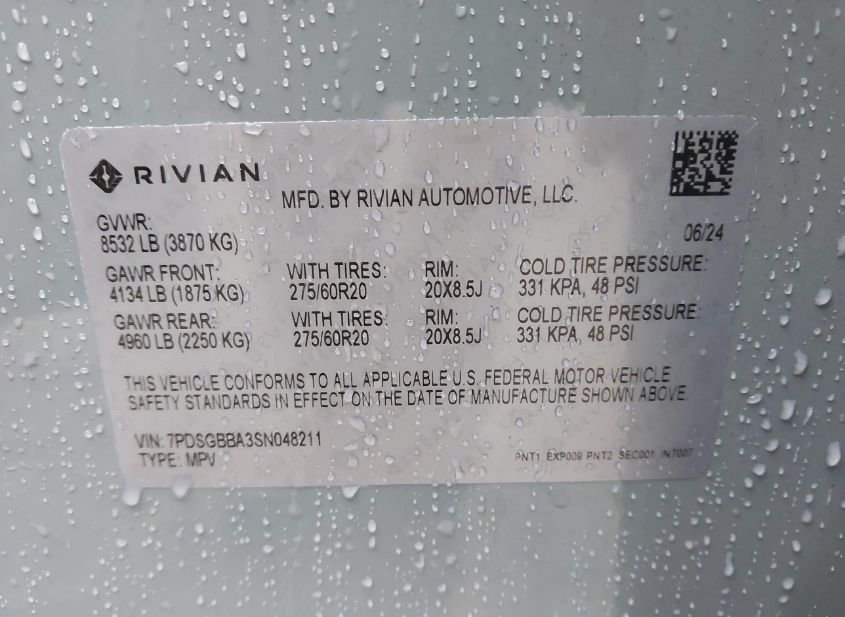 RIVIAN
MFD. BY RIVIAN AUTOMOTIVE, LLC.
06/24
GVWR:
8532 LB (3870 KG)
GAWR FRONT: WITH TIRES: RIM: COLD TIRE PRESSURE:
4134 LB (1875 KG) 275/60R20 20X8.5J 331 KPA, 48 PSI
GAWR REAR: WITH TIRES: RIM: COLD TIRE PRESSURE:
4960 LB (2250 KG) 275/60R20 20X8.5J 331 KPA, 48 PSI
THIS VEHICLE CONFORMS TO ALL APPLICABLE U.S. FEDERAL MOTOR VEHICLE
SAFETY STANDARDS IN EFFECT ON THE DATE OF MANUFACTURE SHOWN ABOVE.
VIN: 7PDSGBBA3SN048211
TYPE: MPV
PNT1 EXP009 PNT2 SEC001 INT007